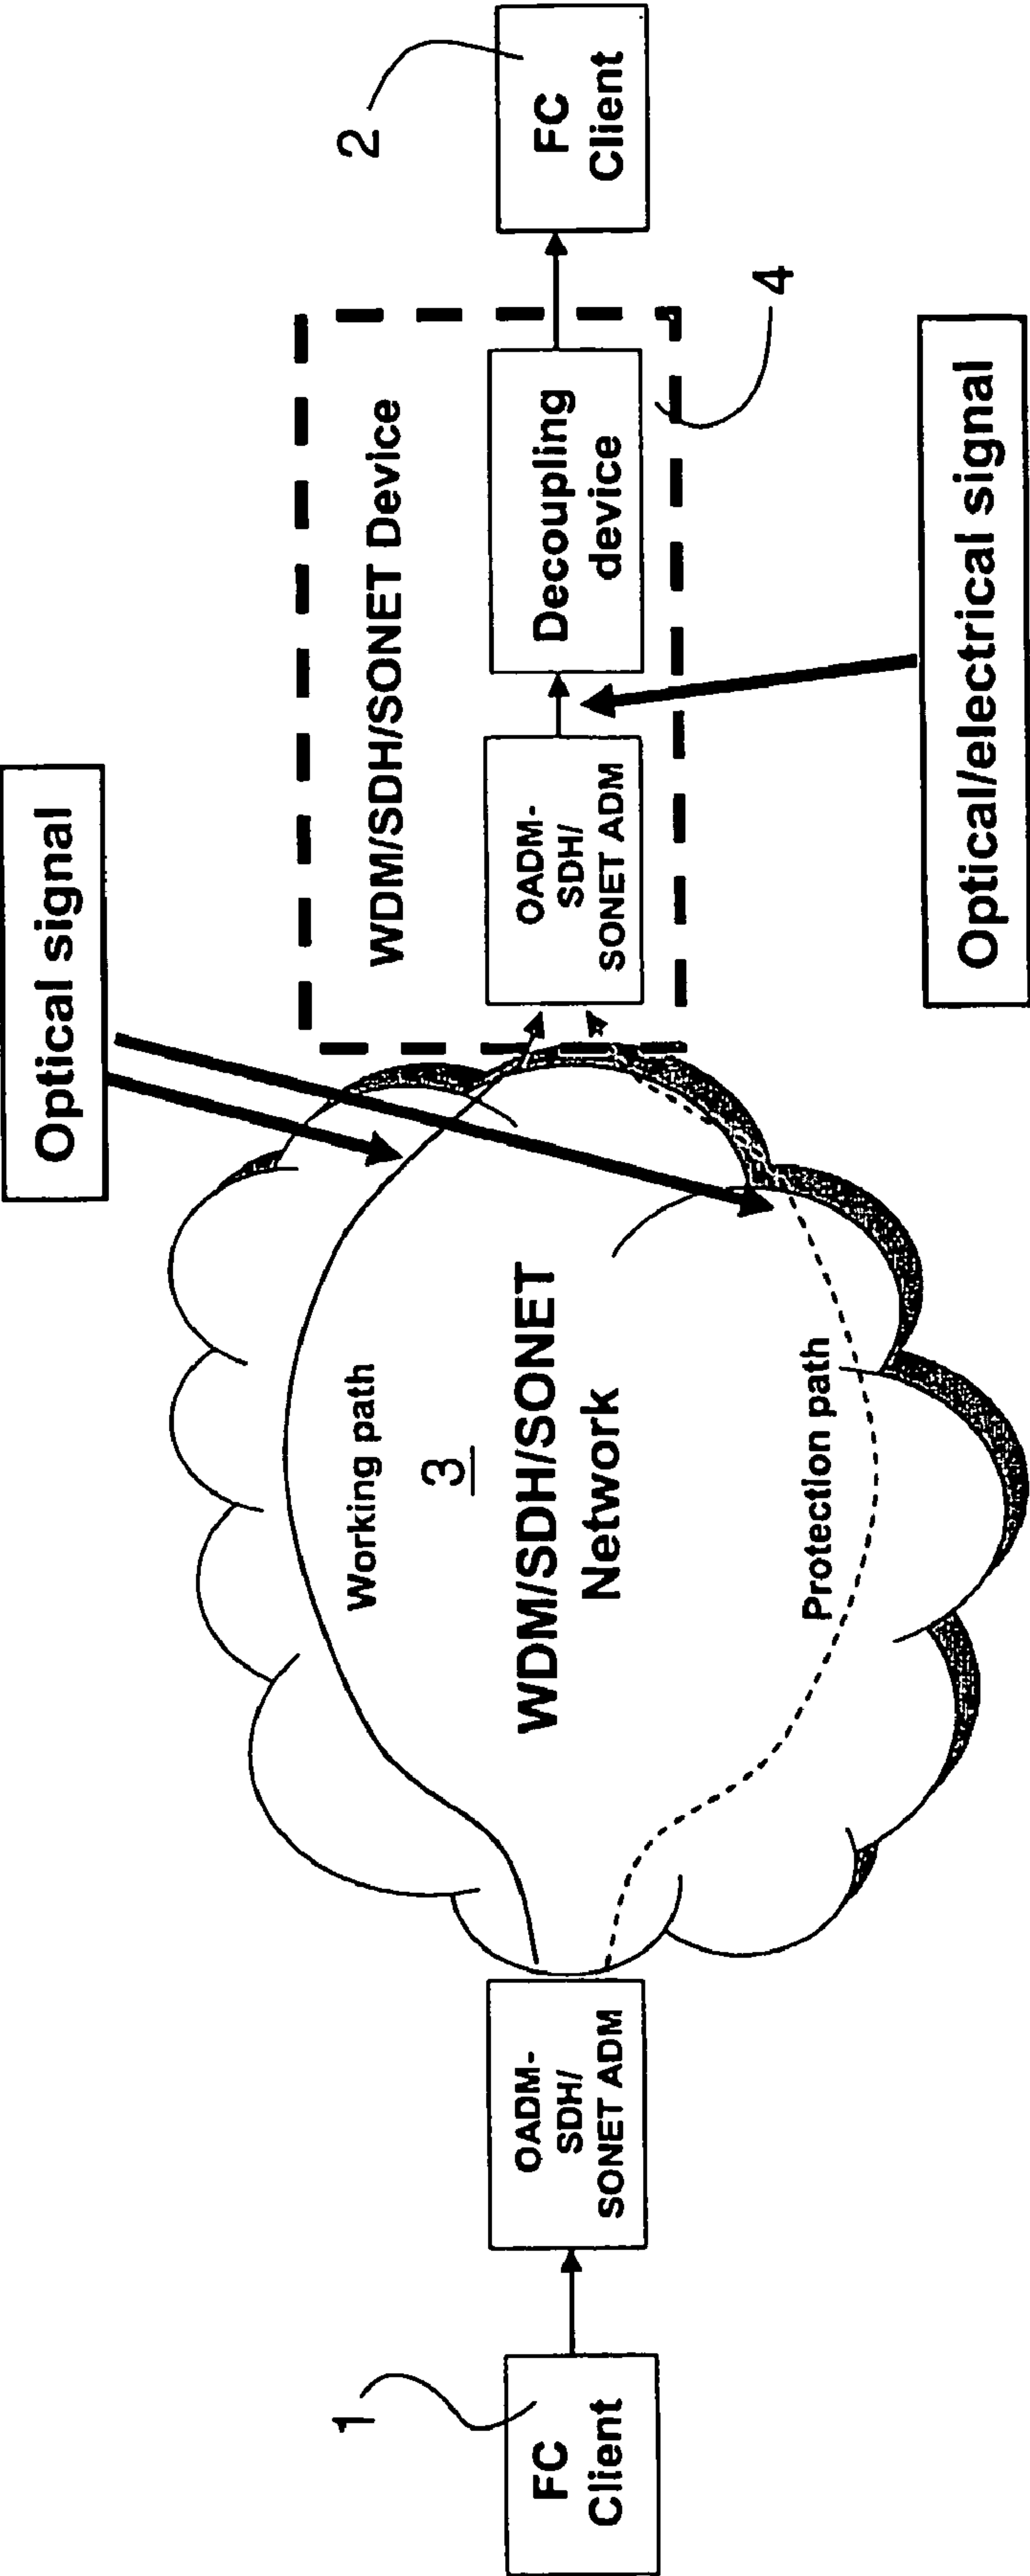 Optical signal
WDM/SDH/SONET Device
1
FC
Client
OADM-
SDH/
SONET ADM
Working path
3
WDM/SDH/SONET
Network
Protection path
OADM-
SDH/
SONET ADM
Decoupling
device
4
2
FC
Client
Optical/electrical signal